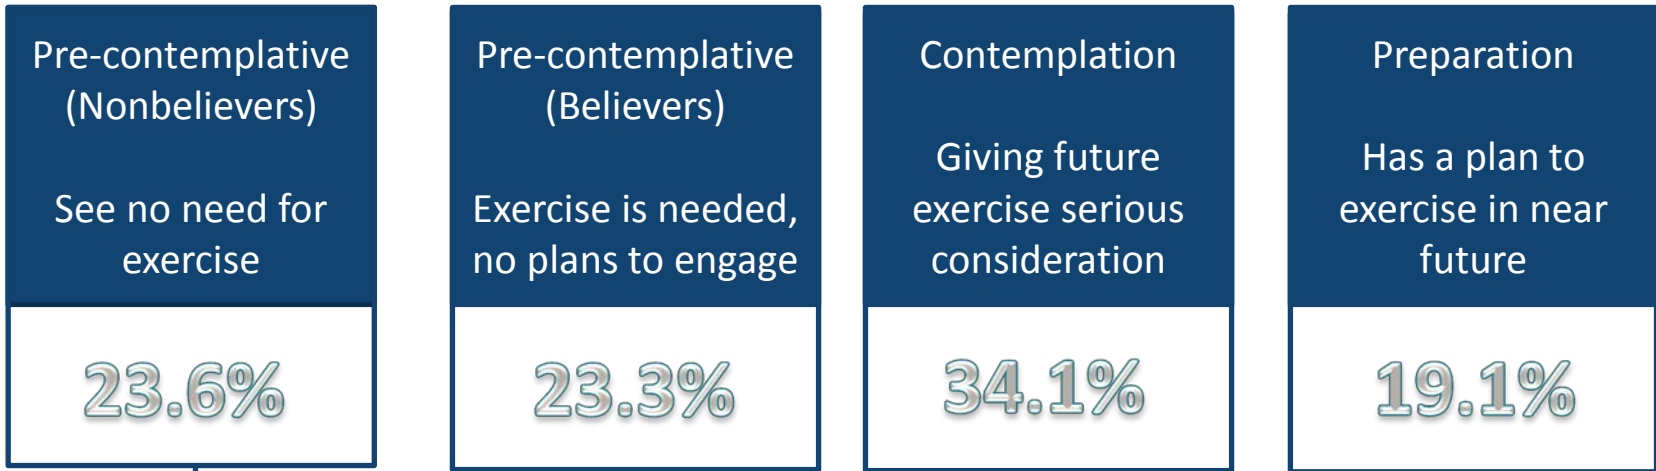 Pre-contemplative
(Nonbelievers)
See no need for
exercise
23.6%
Pre-contemplative
(Believers)
Exercise is needed,
no plans to engage
23.3%
Contemplation
Giving future
exercise serious
consideration
34.1%
Preparation
Has a plan to
exercise in near
future
19.1%